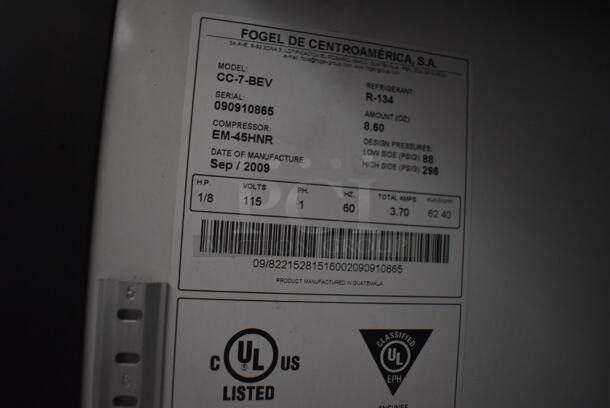 FOGEL DE CENTROAMÉRICA, S.A.
MODEL:
CC-7-BEV
SERIAL:
090910865
COMPRESSOR:
EM-45HNR
DATE OF MANUFACTURE
Sep / 2009
REFRIGERANT:
R-134
AMOUNT (OZ)
8.60
DESIGN PRESSURES:
LOW SIDE (PSIG) 88
HIGH SIDE (PSIG) 296
H.P. VOLTS PH. HZ. TOTAL AMPS.
1/8 115 1 60 3.70 62.40
PCI
09/82215281516002090910865
PRODUCT MANUFACTURED IN GUATEMALA
5
C UL US
LISTED
CLASSIFIED
UL
EPH